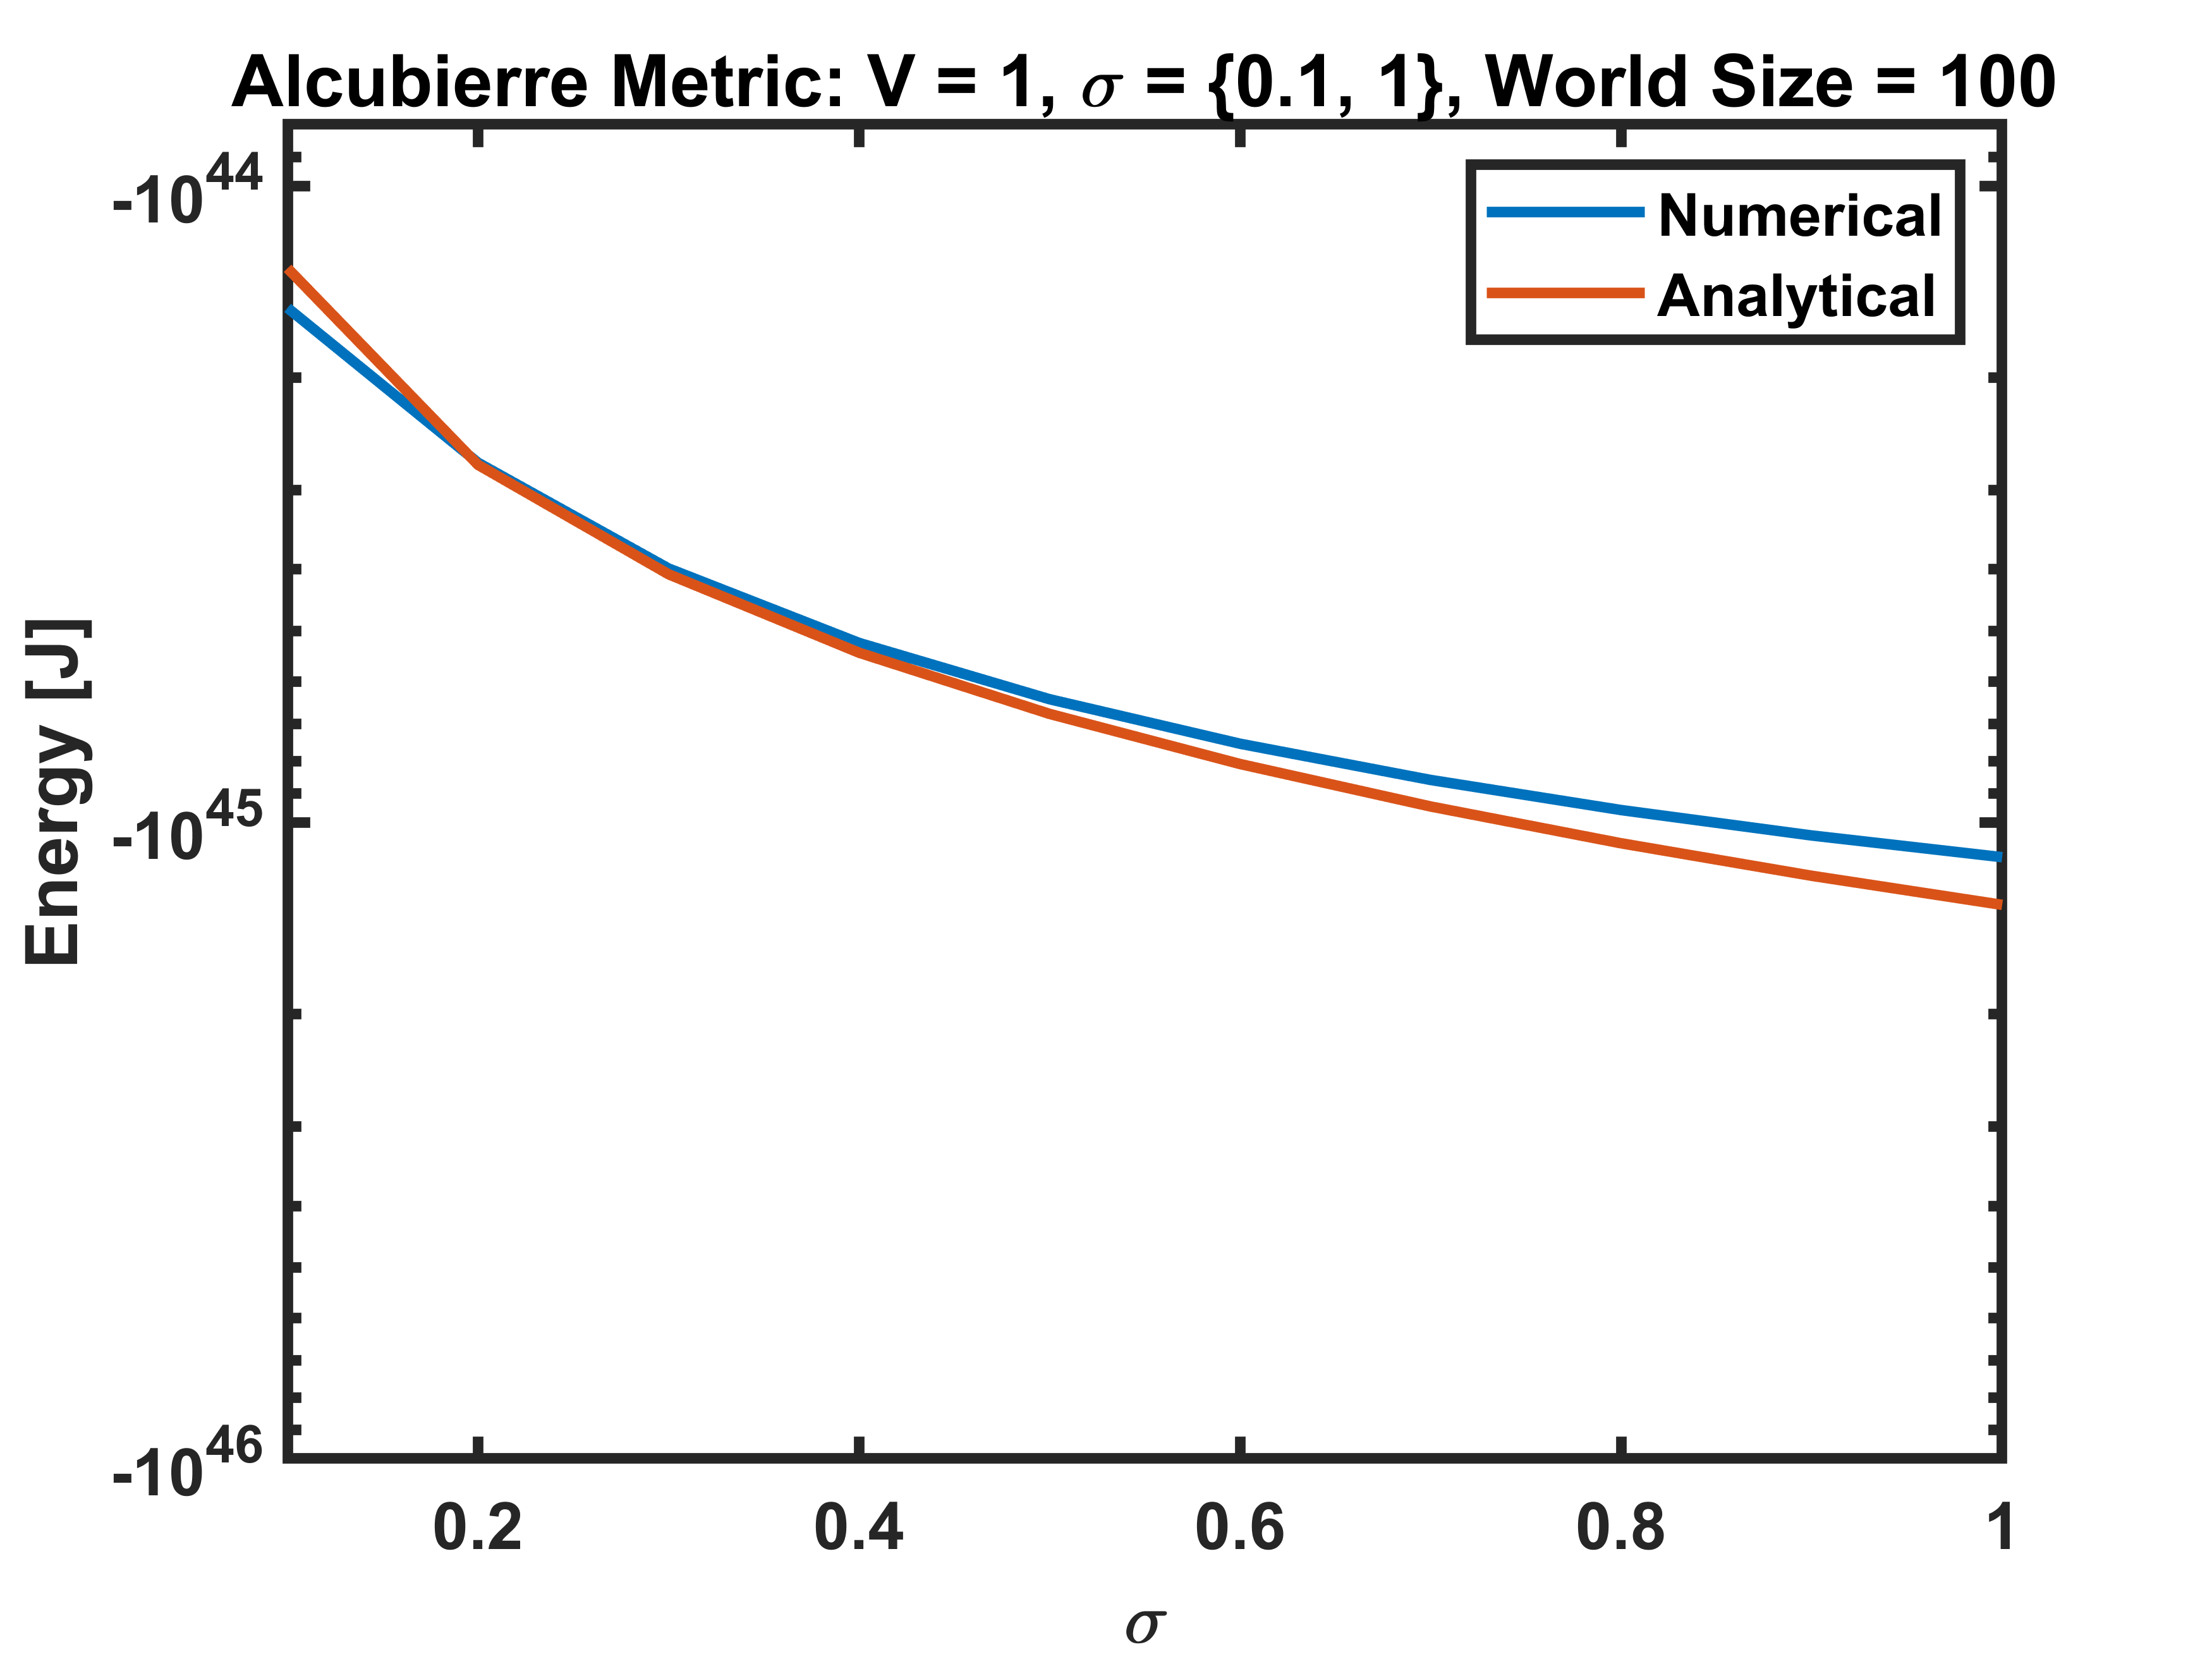 Alcubierre Metric: V = 1, σ = {0.1, 1}, World Size = 100
-10^44
Numerical
Analytical
Energy [J]
-10^45
-10^46
0.2 0.4 0.6 0.8 1
σ